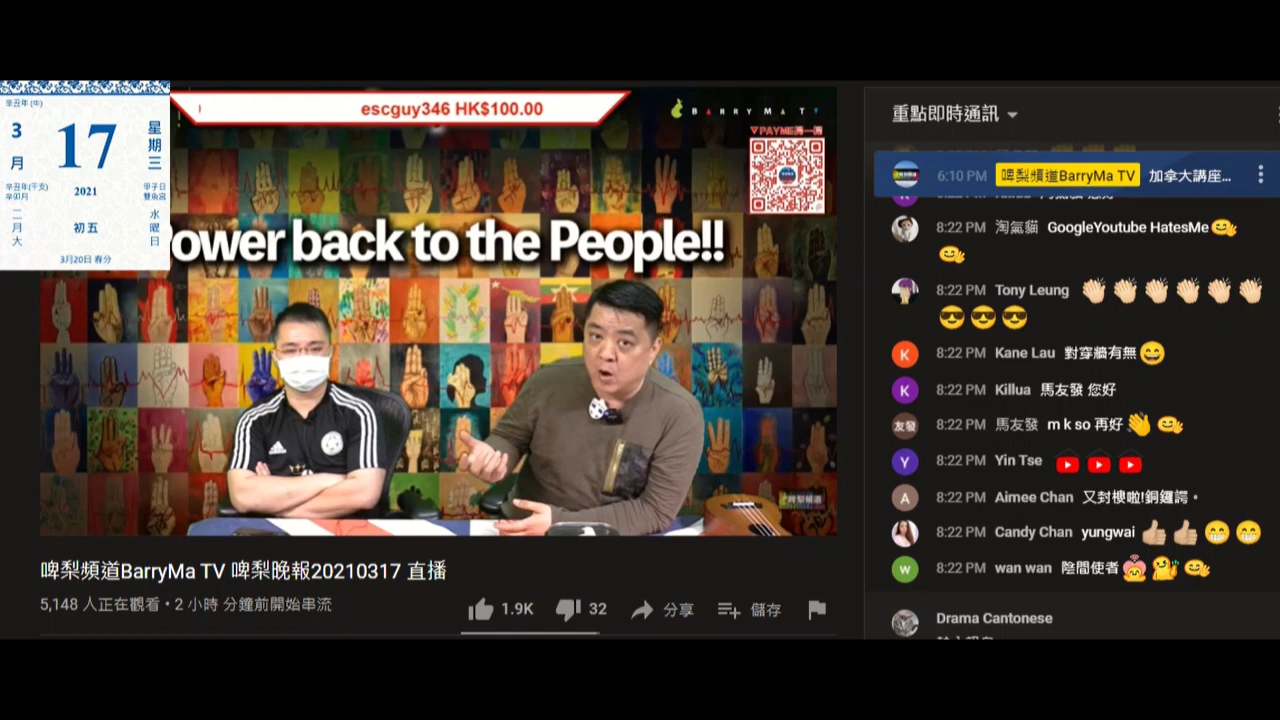 辛丑年 (牛)
3
月
17
星期三
辛丑年(干支)
辛卯月
2021
甲子日
雙魚宮
二月大
初五
水曜日
3月20日 春分
escguy346 HK$100.00
BARRYMATV
▼PAYME
ower back to the People!!
啤梨頻道
啤梨頻道BarryMa TV 啤梨晚報20210317 直播
5,148 人正在觀看 • 2 小時 分鐘前開始串流
1.9K
32
分享
儲存
重點即時通訊
6:10 PM 啤梨頻道BarryMa TV 加拿大講座...
8:22 PM 淘氣貓 GoogleYoutube HatesMe
8:22 PM Tony Leung
K 8:22 PM Kane Lau 對穿牆有無
K 8:22 PM Killua 馬友發 您好
友發 8:22 PM 馬友發 m k so 再好
Y 8:22 PM Yin Tse
A 8:22 PM Aimee Chan 又封樓啦!銅鑼諤。
8:22 PM Candy Chan yungwai
w 8:22 PM wan wan 陰間使者
Drama Cantonese